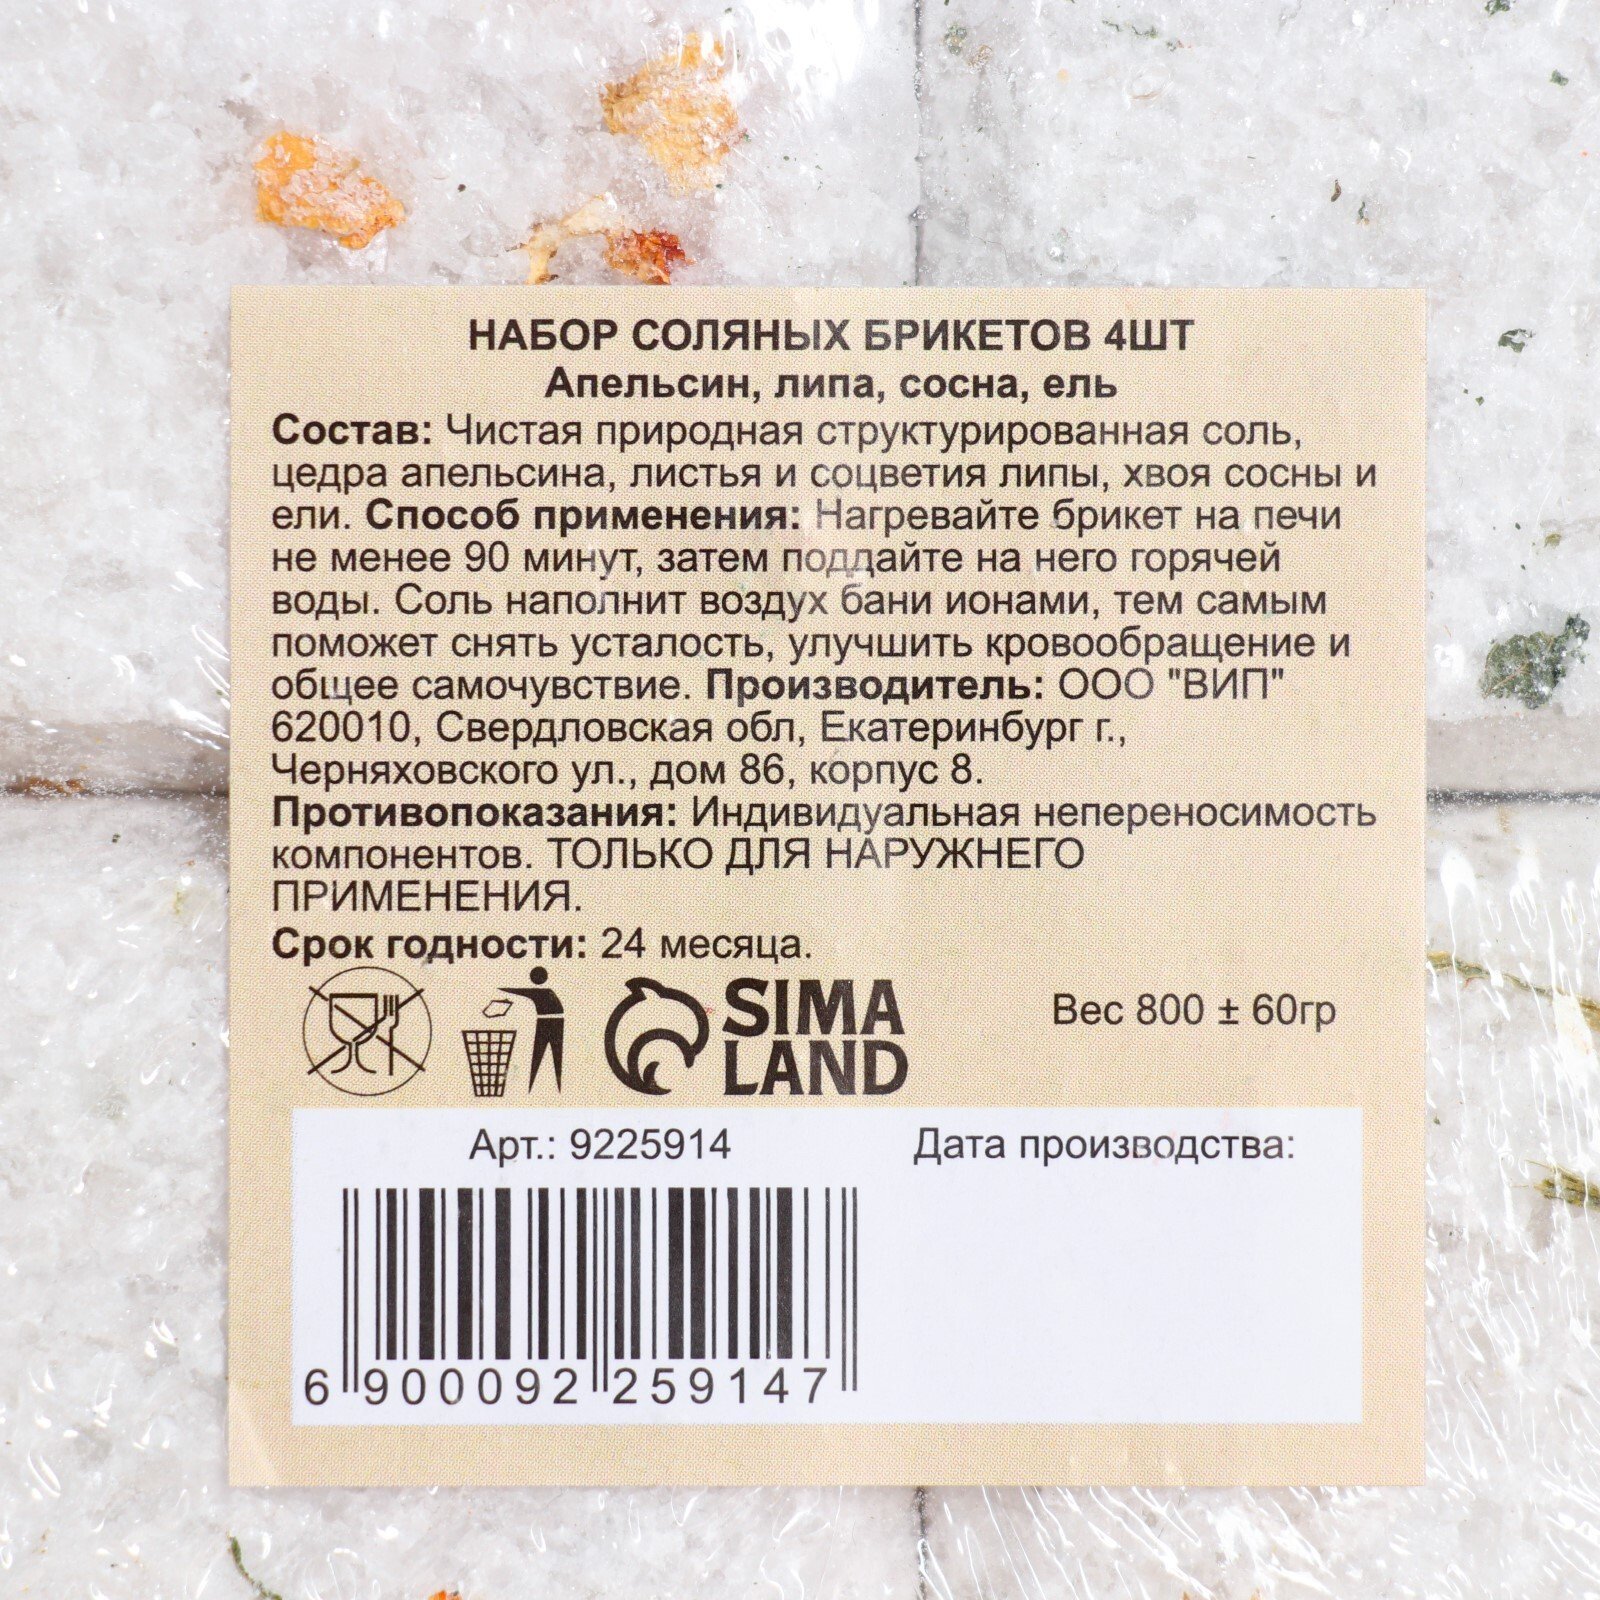 НАБОР СОЛЯНЫХ БРИКЕТОВ 4ШТ
Апельсин, липа, сосна, ель
Состав: Чистая природная структурированная соль,
цедра апельсина, листья и соцветия липы, хвоя сосны и
ели. Способ применения: Нагревайте брикет на печи
не менее 90 минут, затем поддайте на него горячей
воды. Соль наполнит воздух бани ионами, тем самым
поможет снять усталость, улучшить кровообращение и
общее самочувствие. Производитель: ООО "ВИП"
620010, Свердловская обл, Екатеринбург г.,
Черняховского ул., дом 86, корпус 8.
Противопоказания: Индивидуальная непереносимость
компонентов. ТОЛЬКО ДЛЯ НАРУЖНЕГО
ПРИМЕНЕНИЯ.
Срок годности: 24 месяца.
SIMA
LAND
Вес 800 ± 60гр
Арт.: 9225914
Дата производства:
6 900092 259147